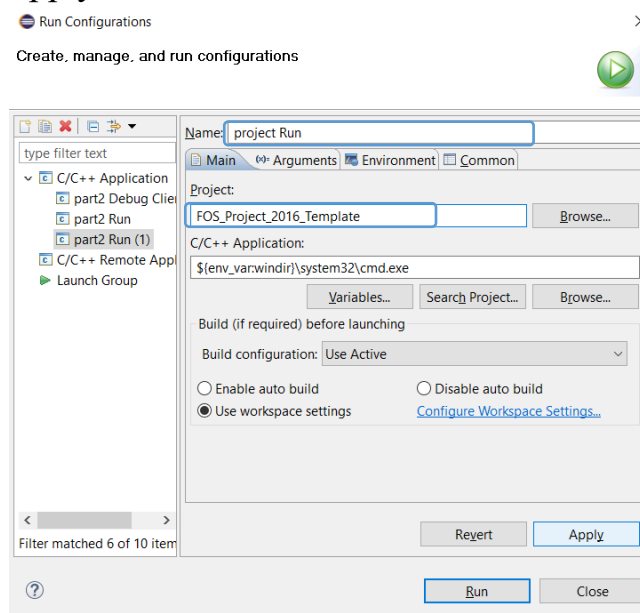 Run Configurations
Create, manage, and run configurations
type filter text
C/C++ Application
part2 Debug Clie
part2 Run
part2 Run (1)
C/C++ Remote Appl
Launch Group
Filter matched 6 of 10 item
Name: project Run
Main Arguments Environment Common
Project:
FOS_Project_2016_Template Browse...
C/C++ Application:
${env_var:windir}\system32\cmd.exe
Variables... Search Project... Browse...
Build (if required) before launching
Build configuration: Use Active
Enable auto build Disable auto build
Use workspace settings Configure Workspace Settings...
Revert Apply
Run Close